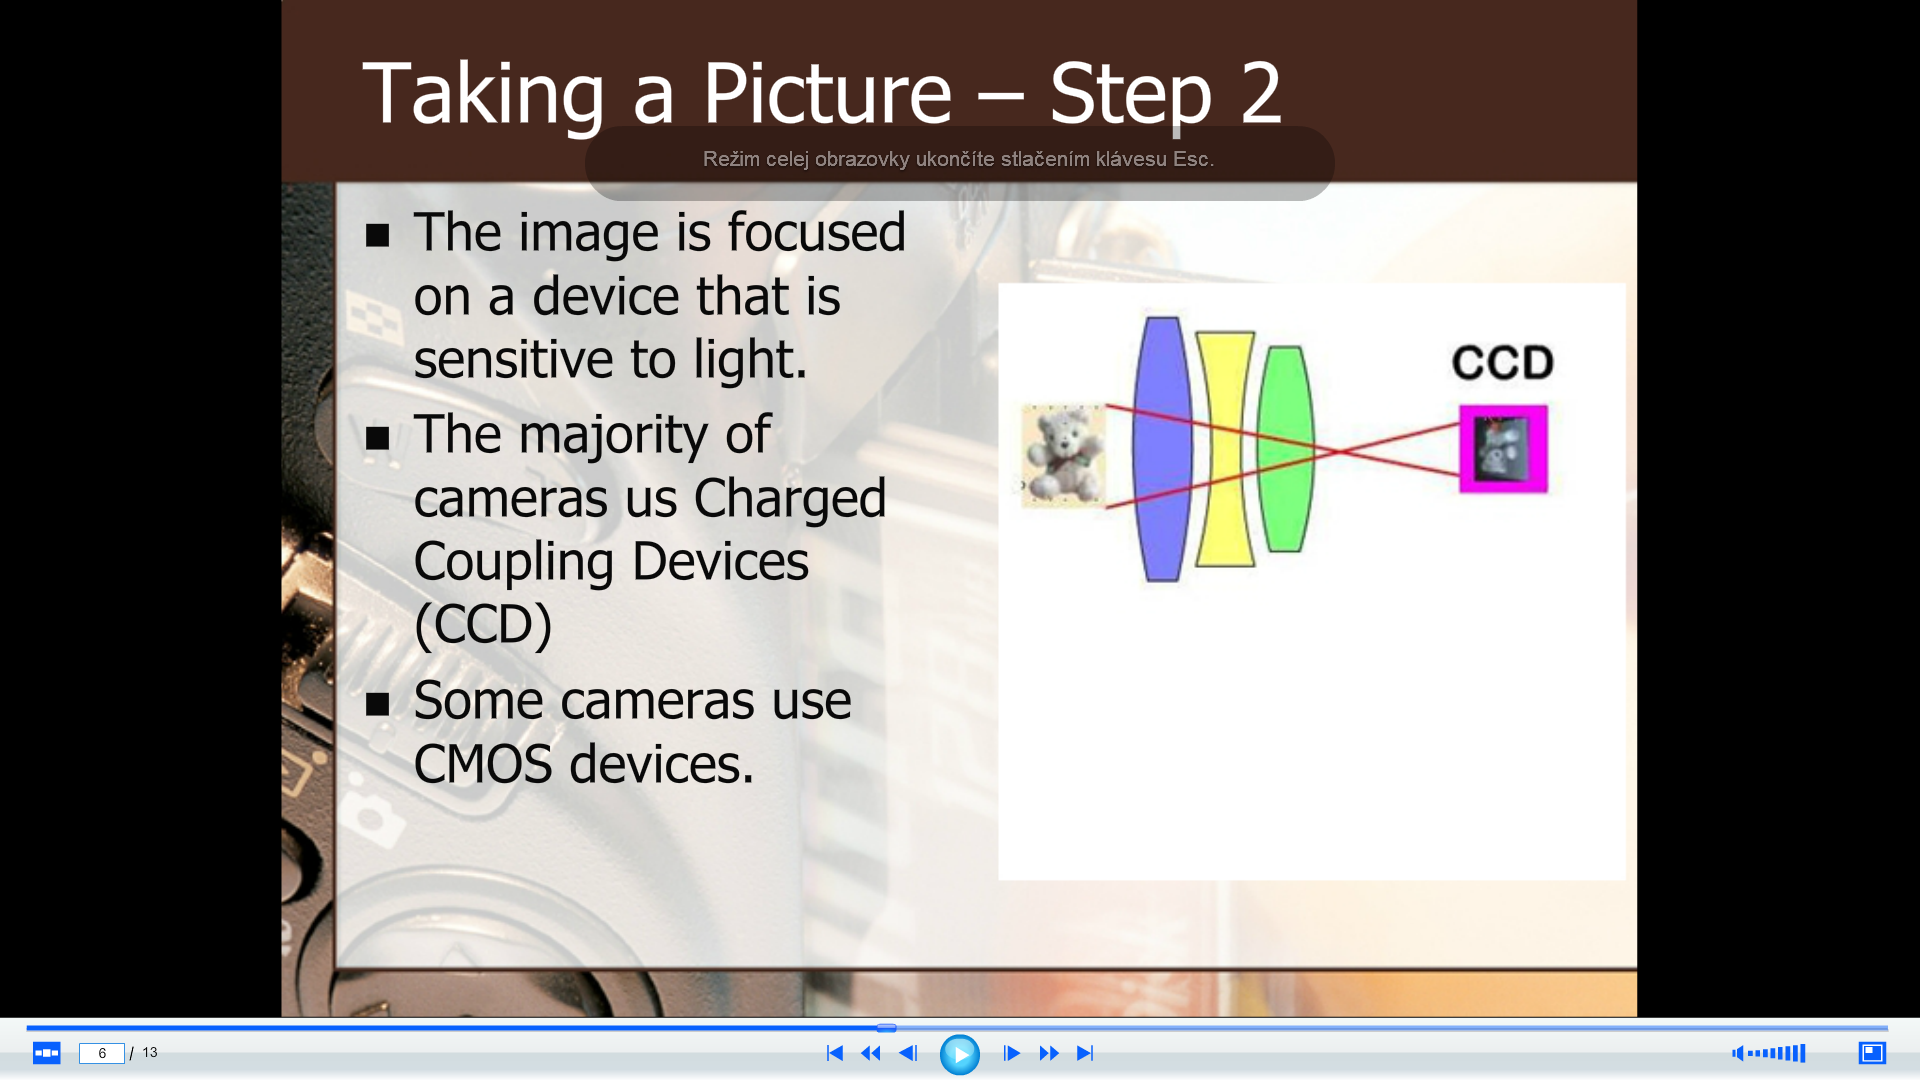 Taking a Picture – Step 2
Režim celej obrazovky ukončíte stlačením klávesu Esc.
■ The image is focused
on a device that is
sensitive to light.
■ The majority of
cameras us Charged
Coupling Devices
(CCD)
■ Some cameras use
CMOS devices.
CCD
6 / 13